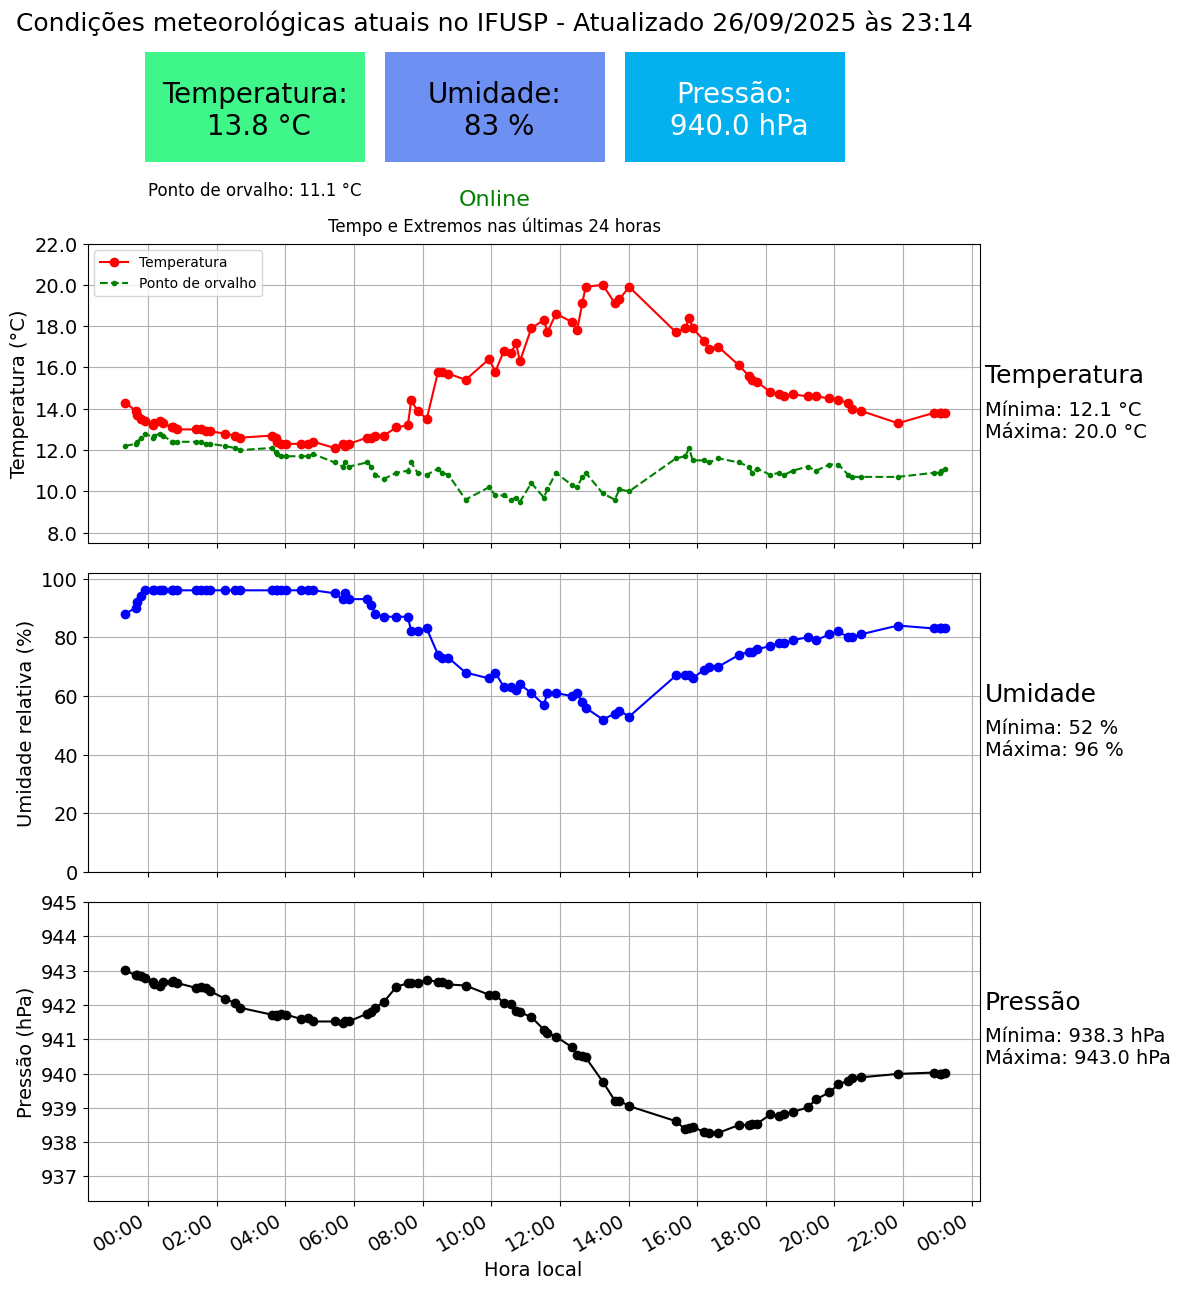 Condições meteorológicas atuais no IFUSP - Atualizado 26/09/2025 às 23:14
Temperatura:
13.8 °C
Umidade:
83 %
Pressão:
940.0 hPa
Ponto de orvalho: 11.1 °C
Online
Tempo e Extremos nas últimas 24 horas
Temperatura (°C)
22.0
20.0
18.0
16.0
14.0
12.0
10.0
8.0
Temperatura
Ponto de orvalho
Temperatura
Mínima: 12.1 °C
Máxima: 20.0 °C
Umidade relativa (%)
100
80
60
40
20
0
Umidade
Mínima: 52 %
Máxima: 96 %
Pressão (hPa)
945
944
943
942
941
940
939
938
937
Pressão
Mínima: 938.3 hPa
Máxima: 943.0 hPa
00:00
02:00
04:00
06:00
08:00
10:00
12:00
14:00
16:00
18:00
20:00
22:00
00:00
Hora local